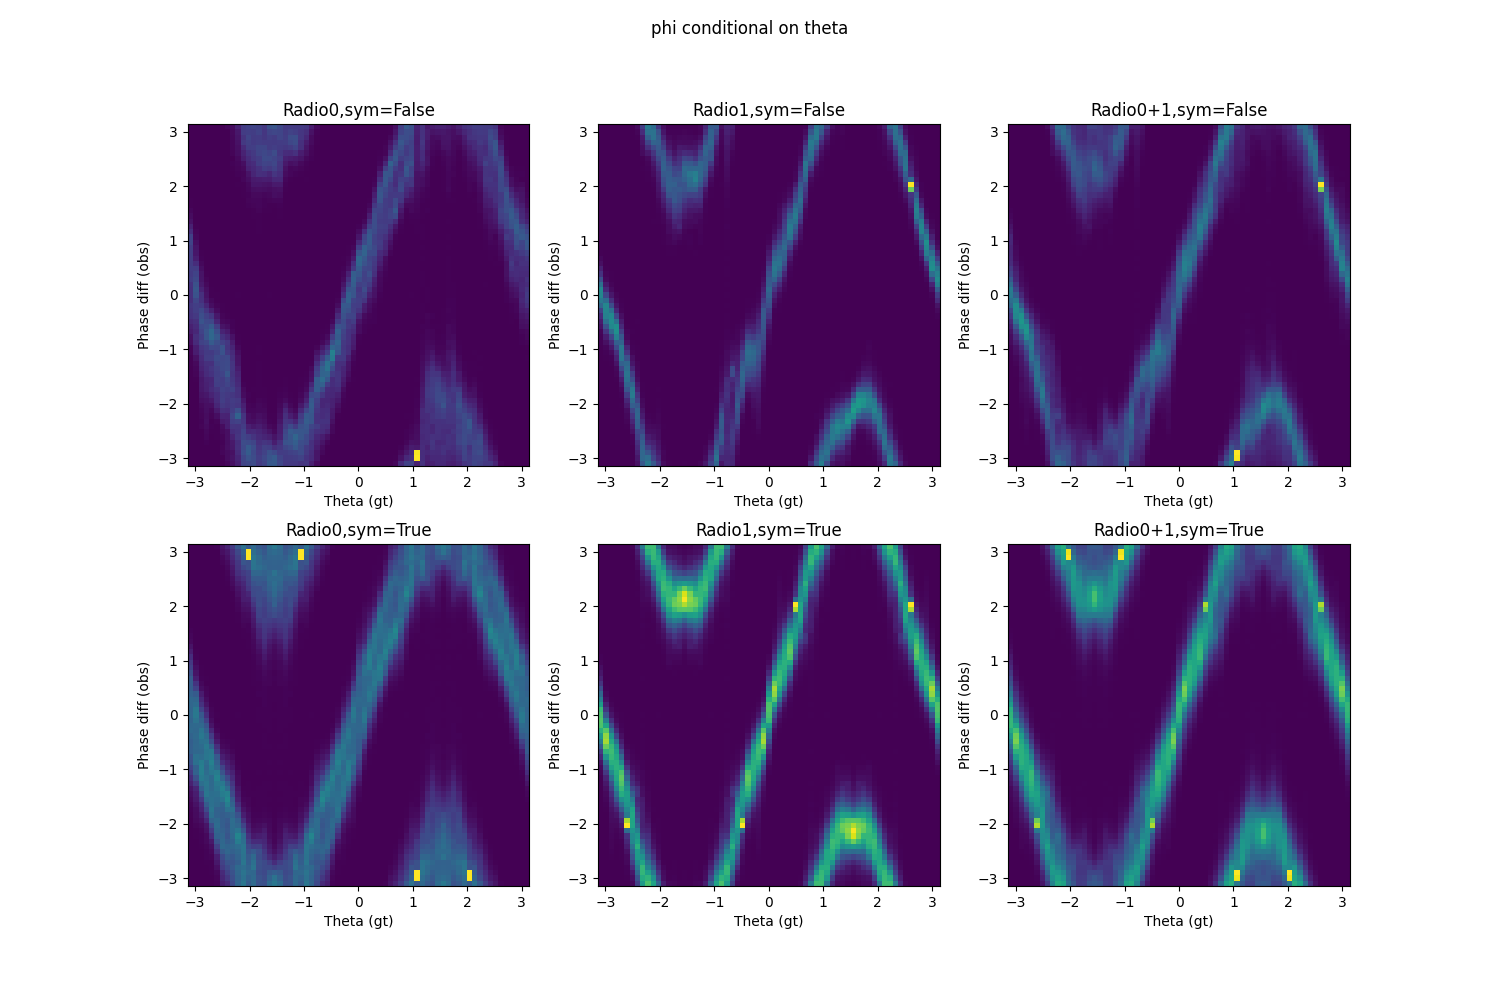 phi conditional on theta
Radio0,sym=False
Radio1,sym=False
Radio0+1,sym=False
Phase diff (obs)
3
2
1
0
−1
−2
−3
−3 −2 −1 0 1 2 3
Theta (gt)
Phase diff (obs)
3
2
1
0
−1
−2
−3
−3 −2 −1 0 1 2 3
Theta (gt)
Phase diff (obs)
3
2
1
0
−1
−2
−3
−3 −2 −1 0 1 2 3
Theta (gt)
Radio0,sym=True
Radio1,sym=True
Radio0+1,sym=True
Phase diff (obs)
3
2
1
0
−1
−2
−3
−3 −2 −1 0 1 2 3
Theta (gt)
Phase diff (obs)
3
2
1
0
−1
−2
−3
−3 −2 −1 0 1 2 3
Theta (gt)
Phase diff (obs)
3
2
1
0
−1
−2
−3
−3 −2 −1 0 1 2 3
Theta (gt)